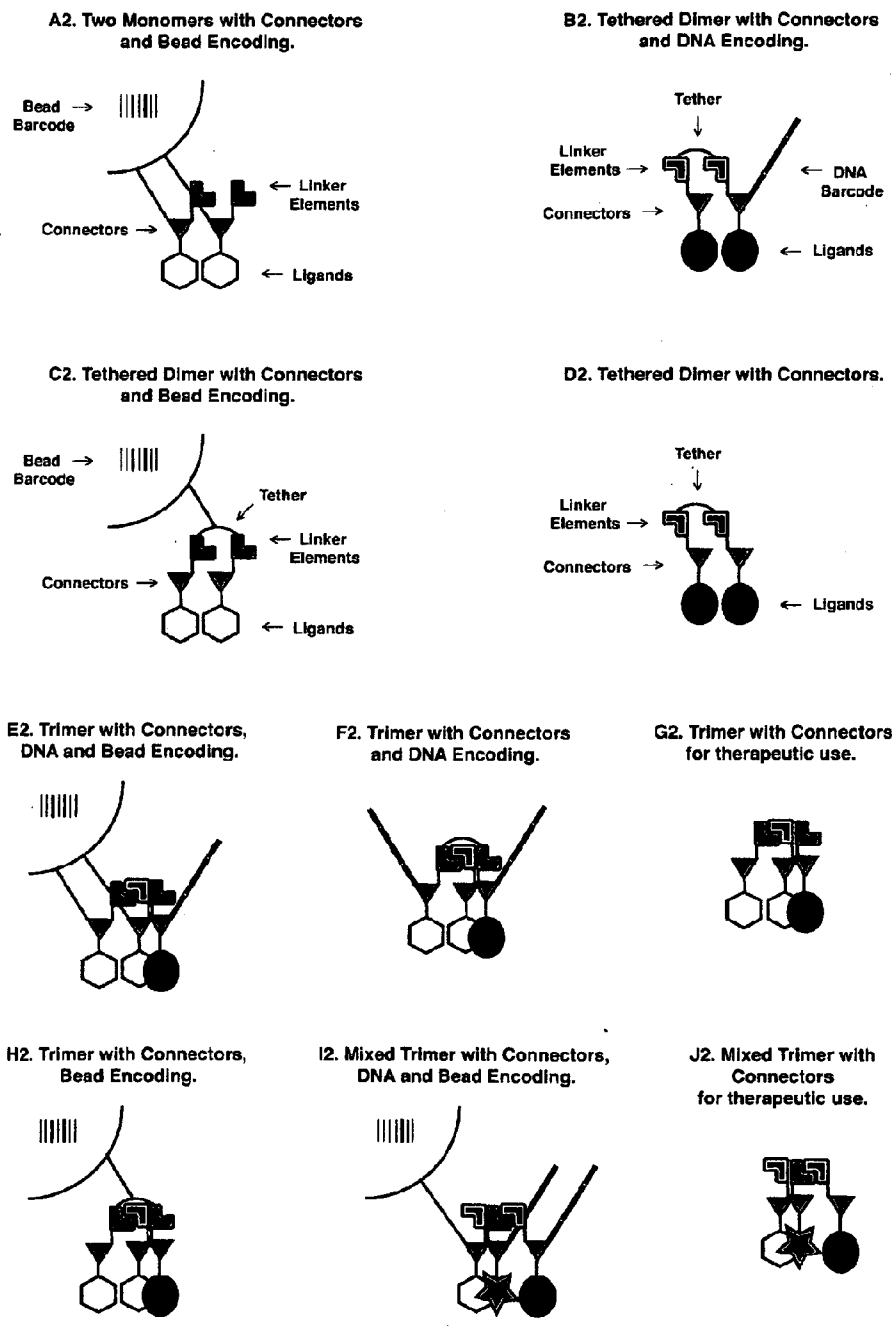 A2. Two Monomers with Connectors
and Bead Encoding.
Bead →
Barcode
← Linker
Elements
Connectors →
← Ligands
B2. Tethered Dimer with Connectors
and DNA Encoding.
Tether
↓
Linker
Elements →
← DNA
Barcode
Connectors →
← Ligands
C2. Tethered Dimer with Connectors
and Bead Encoding.
Bead →
Barcode
Tether
← Linker
Elements
Connectors →
← Ligands
D2. Tethered Dimer with Connectors.
Tether
↓
Linker
Elements →
Connectors →
← Ligands
E2. Trimer with Connectors,
DNA and Bead Encoding.
F2. Trimer with Connectors
and DNA Encoding.
G2. Trimer with Connectors
for therapeutic use.
H2. Trimer with Connectors,
Bead Encoding.
I2. Mixed Trimer with Connectors,
DNA and Bead Encoding.
J2. Mixed Trimer with
Connectors
for therapeutic use.